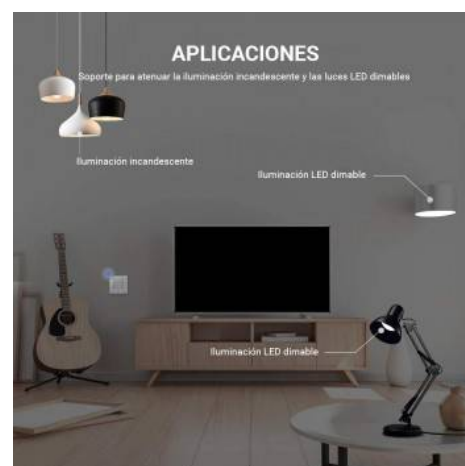 APLICACIONES
Soporte para atenuar la iluminación incandescente y las luces LED dimables
Iluminación incandescente
Iluminación LED dimable
Iluminación LED dimable